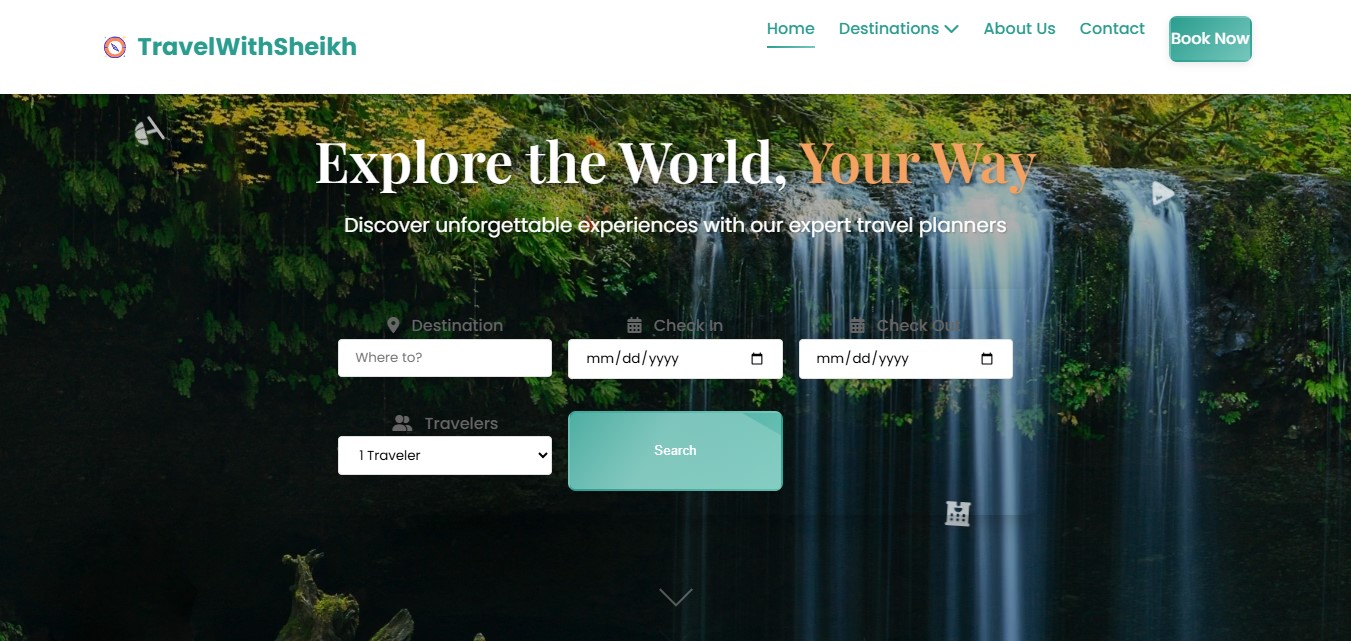 TravelWithSheikh
Home Destinations About Us Contact Book Now
Explore the World, Your Way
Discover unforgettable experiences with our expert travel planners
Destination Check In Check Out
Where to? mm/dd/yyyy mm/dd/yyyy
Travelers
1 Traveler Search